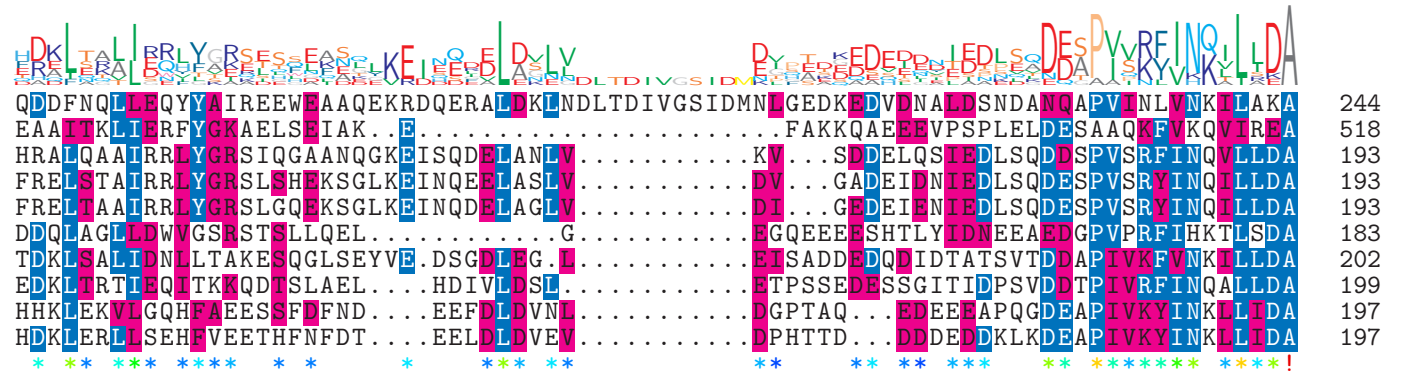 QDDFNQLLEQYYAIREEWEAAQEKRDQERALDKLNDLTDIVGSIDMNLGEDKEDVDNALDSNDANQAPVINLVNKILAKA 244
EAAITKLIERFYGKAELSEIAK..E.......................FAKKQAEEEVPSPLELDESAAQKFVKQVIREA 518
HRALQAAIRRLYGRSIQGAANQGKEISQDELANLV...........KV...SDDELQSIEDLSQDDSPVSRFINQVLLDA 193
FRELSTAIRRLYGRSLSHEKSGLKEINQEELASLV...........DV...GADEIDNIEDLSQDESPVSRYINQILLDA 193
FRELTAAIRRLYGRSLGQEKSGLKEINQDELAGLV...........DI...GEDEIENIEDLSQDESPVSRYINQILLDA 193
DDQLAGLLDWVGSRSTSLLQEL............G...........EGQEEEESHTLYIDNEEAEDGPVPRFIHKTLSDA 183
TDKLSALIDNLLTAKESQGLSEYVE.DSGDLEG.L...........EISADDEDQDIDTATSVTDDAPIVKFVNKILLDA 202
EDKLTRTIEQITKKQDTSLAEL....HDIVLDSL............ETPSSEDESSGITIDPSVDDTPIVRFINQALLDA 199
HHKLEKVLGQHFAEESSFDFND....EEFDLDVNL...........DGPTAQ...EDEEEAPQGDEAPIVKYINKLLIDA 197
HDKLERLLSEHFVEETHFNFDT....EELDLDVEV...........DPHTTD...DDDEDDKLKDEAPIVKYINKLLIDA 197
* ** *** **** * * * *** ** ** ** ** *** ** ************!